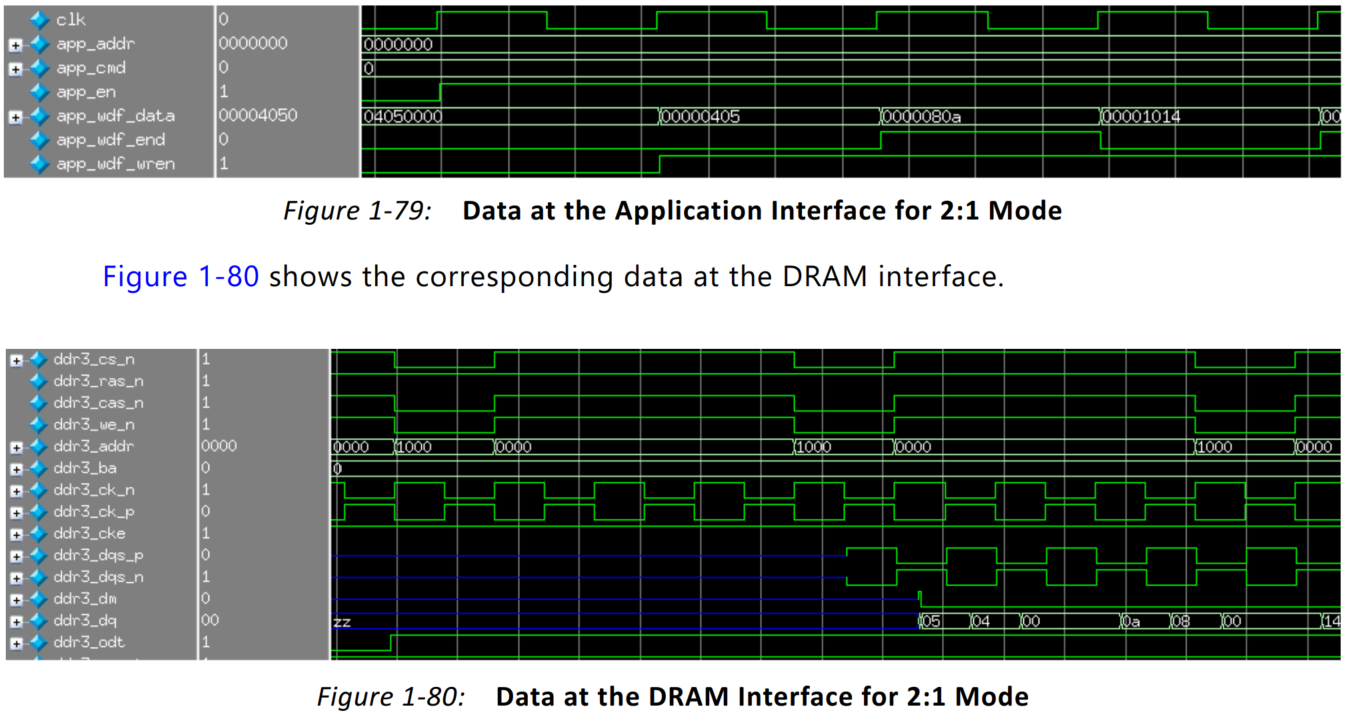 clk 0
app_addr 0000000 0000000
app_cmd 0 0
app_en 1
app_wdf_data 00004050 04050000 00000405 0000080a 00001014 00
app_wdf_end 0
app_wdf_wren 1
Figure 1-79: Data at the Application Interface for 2:1 Mode
Figure 1-80 shows the corresponding data at the DRAM interface.
ddr3_cs_n 1
ddr3_ras_n 1
ddr3_cas_n 1
ddr3_we_n 1
ddr3_addr 0000 0000 1000 0000 1000 0000 1000 0000
ddr3_ba 0 0
ddr3_ck_n 1
ddr3_ck_p 0
ddr3_cke 1
ddr3_dqs_p 0
ddr3_dqs_n 1
ddr3_dm 0
ddr3_dq 00 zz 05 04 00 0a 08 00 14
ddr3_odt 1
Figure 1-80: Data at the DRAM Interface for 2:1 Mode